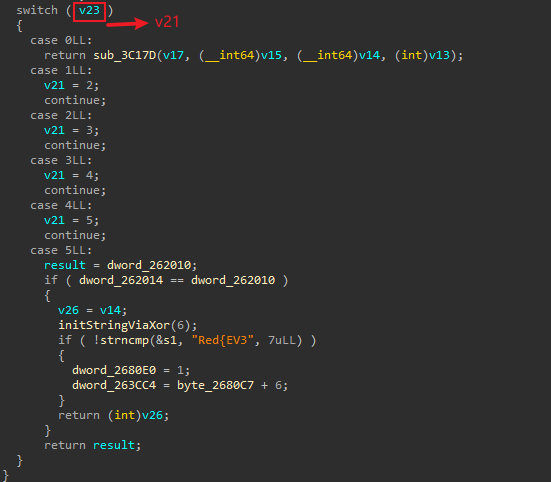 switch ( v23 )
v21
{
case 0LL:
return sub_3C17D(v17, (__int64)v15, (__int64)v14, (int)v13);
case 1LL:
v21 = 2;
continue;
case 2LL:
v21 = 3;
continue;
case 3LL:
v21 = 4;
continue;
case 4LL:
v21 = 5;
continue;
case 5LL:
result = dword_262010;
if ( dword_262014 == dword_262010 )
{
v26 = v14;
initStringViaXor(6);
if ( !strncmp(&s1, "Red{EV3", 7uLL) )
{
dword_2680E0 = 1;
dword_263CC4 = byte_2680C7 + 6;
}
return (int)v26;
}
return result;
}
}